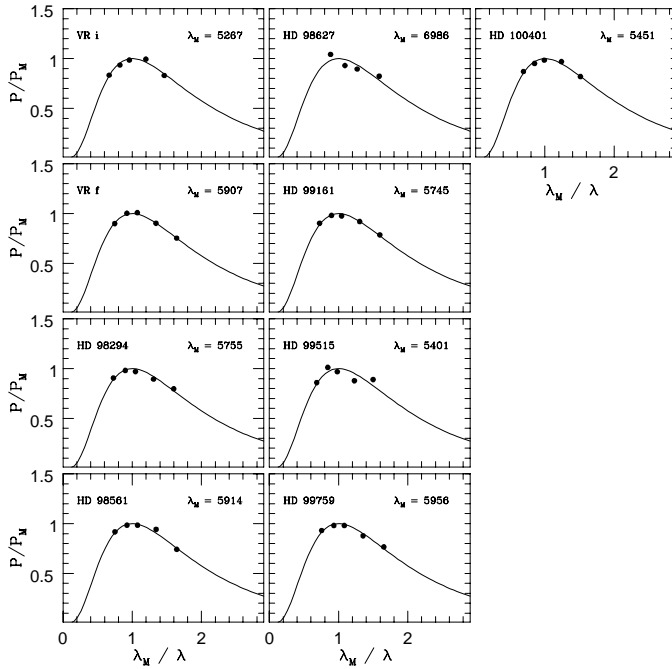 1.5
VR i λM = 5267
HD 98627 λM = 6986
HD 100401 λM = 5451
P/PM
1
0.5
1 2
λM / λ
1.5
VR f λM = 5907
HD 99161 λM = 5745
P/PM
1
0.5
1.5
HD 98294 λM = 5755
HD 99515 λM = 5401
P/PM
1
0.5
1.5
HD 98561 λM = 5914
HD 99759 λM = 5956
P/PM
1
0.5
0 1 2
1 2
λM / λ
λM / λ